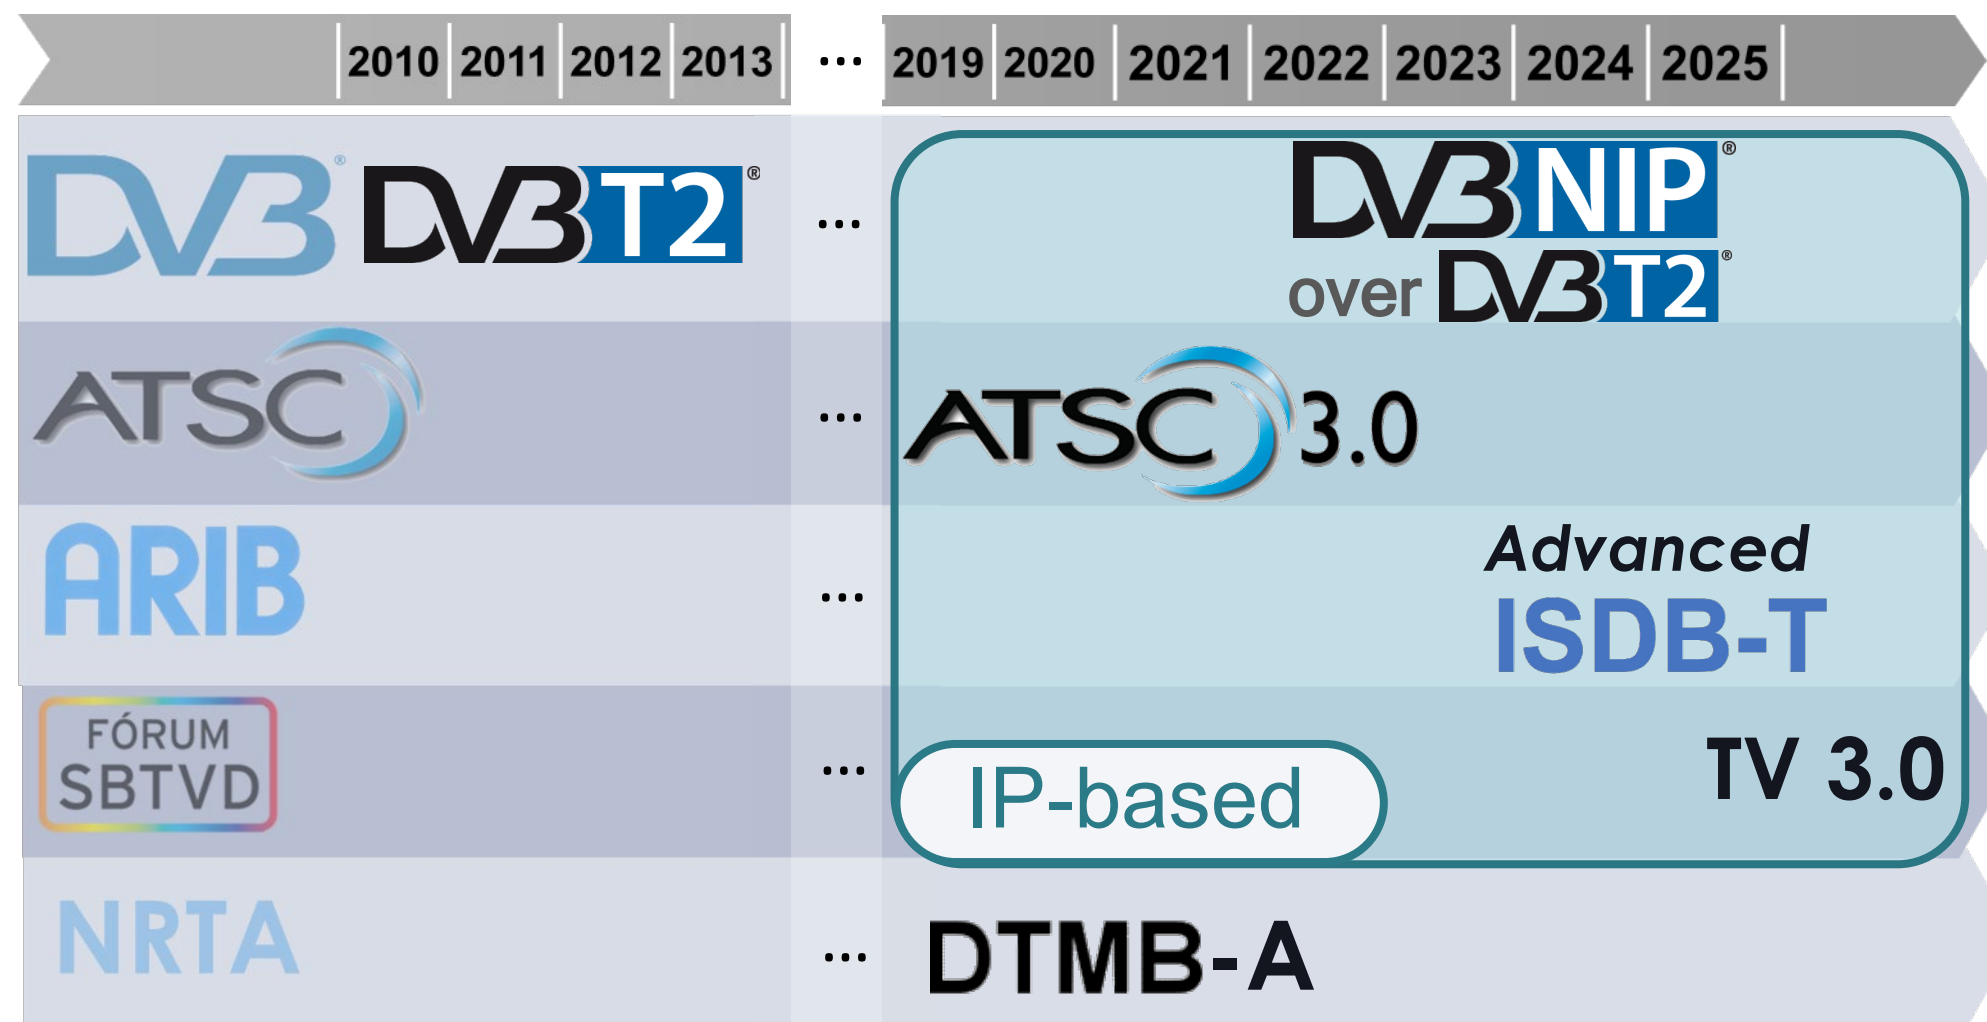 2010 2011 2012 2013 ... 2019 2020 2021 2022 2023 2024 2025
DVB® DVB T2® ... DVB NIP®
over DVB T2®
ATSC ... ATSC 3.0
ARIB ... Advanced
ISDB-T
FÓRUM
SBTVD ... TV 3.0
IP-based
NRTA ... DTMB-A